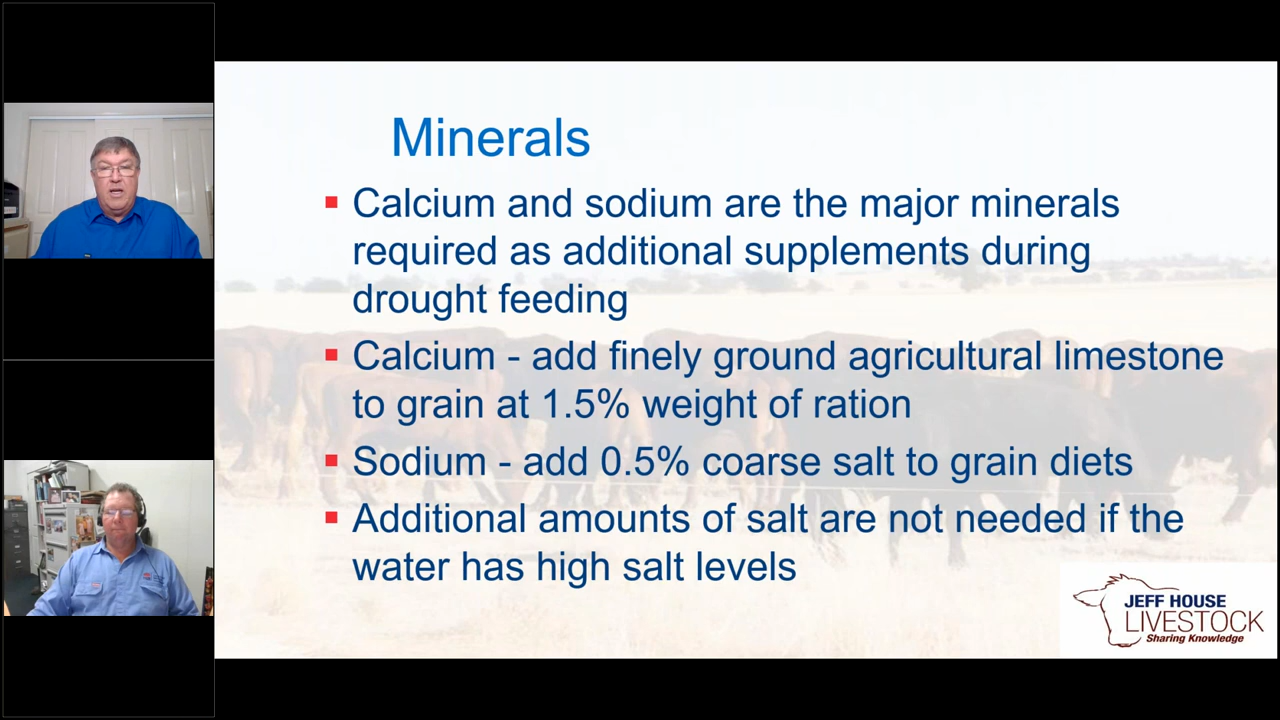 Minerals
Calcium and sodium are the major minerals
required as additional supplements during
drought feeding
Calcium - add finely ground agricultural limestone
to grain at 1.5% weight of ration
Sodium - add 0.5% coarse salt to grain diets
Additional amounts of salt are not needed if the
water has high salt levels
JEFF HOUSE
LIVESTOCK
Sharing Knowledge